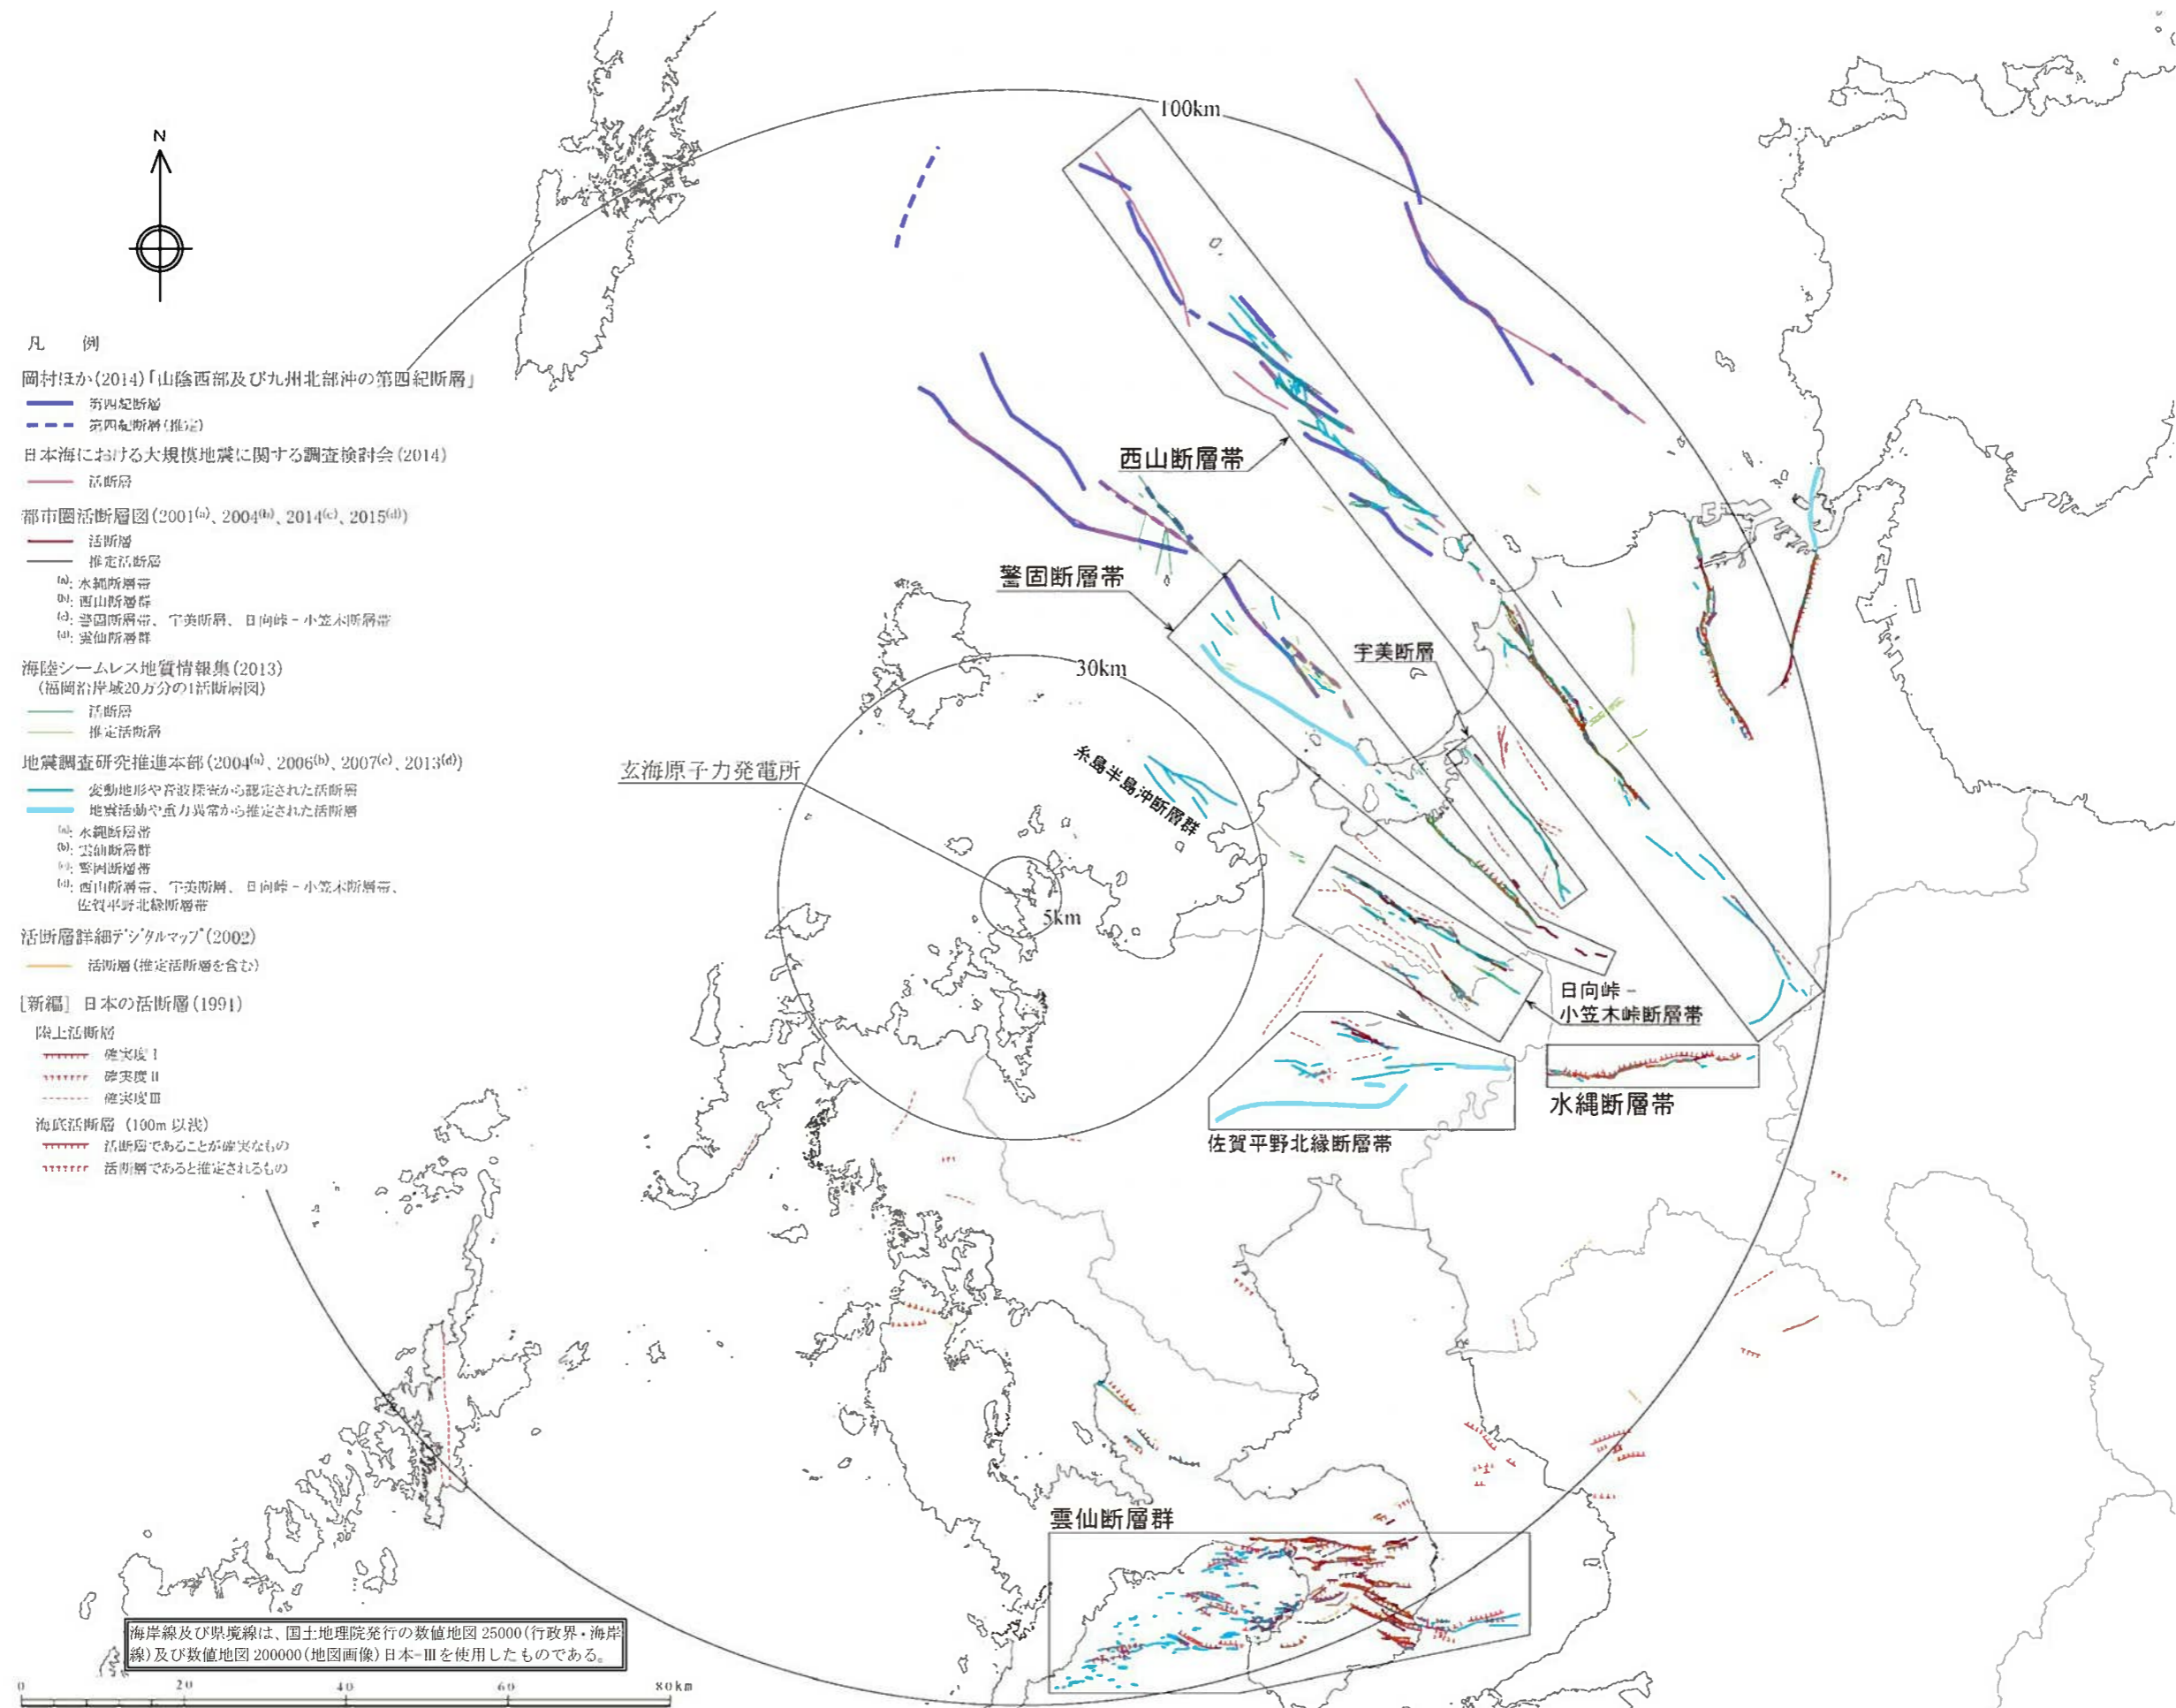 N
凡 例
岡村ほか(2014)「山陰西部及び九州北部沖の第四紀断層」
第四紀断層
第四紀断層(推定)
日本海における大規模地震に関する調査検討会(2014)
活断層
都市圏活断層図(2001(a)、2004(b)、2014(c)、2015(d))
活断層
推定活断層
(a): 水縄断層帯
(b): 西山断層群
(c): 警固断層帯、宇美断層、日向峠-小笠木断層帯
(d): 雲仙断層群
海陸シームレス地質情報集(2013)
(福岡沿岸域20万分の1活断層図)
活断層
推定活断層
地震調査研究推進本部(2004(a)、2006(b)、2007(c)、2013(d))
変動地形や音波探査から認定された活断層
地震活動や重力異常から推定された活断層
(a): 水縄断層帯
(b): 雲仙断層群
(c): 警固断層帯
(d): 西山断層帯、宇美断層、日向峠-小笠木断層帯、
佐賀平野北縁断層帯
活断層詳細デジタルマップ(2002)
活断層(推定活断層を含む)
[新編] 日本の活断層(1991)
陸上活断層
確実度Ⅰ
確実度Ⅱ
確実度Ⅲ
海底活断層 (100m以浅)
活断層であることが確実なもの
活断層であると推定されるもの
100km
西山断層帯
警固断層帯
宇美断層
30km
玄海原子力発電所
糸島半島沖断層群
5km
日向峠-
小笠木峠断層帯
水縄断層帯
佐賀平野北縁断層帯
雲仙断層群
海岸線及び県境線は、国土地理院発行の数値地図25000(行政界・海岸
線)及び数値地図200000(地図画像)日本-Ⅲを使用したものである。
0 20 40 60 80km